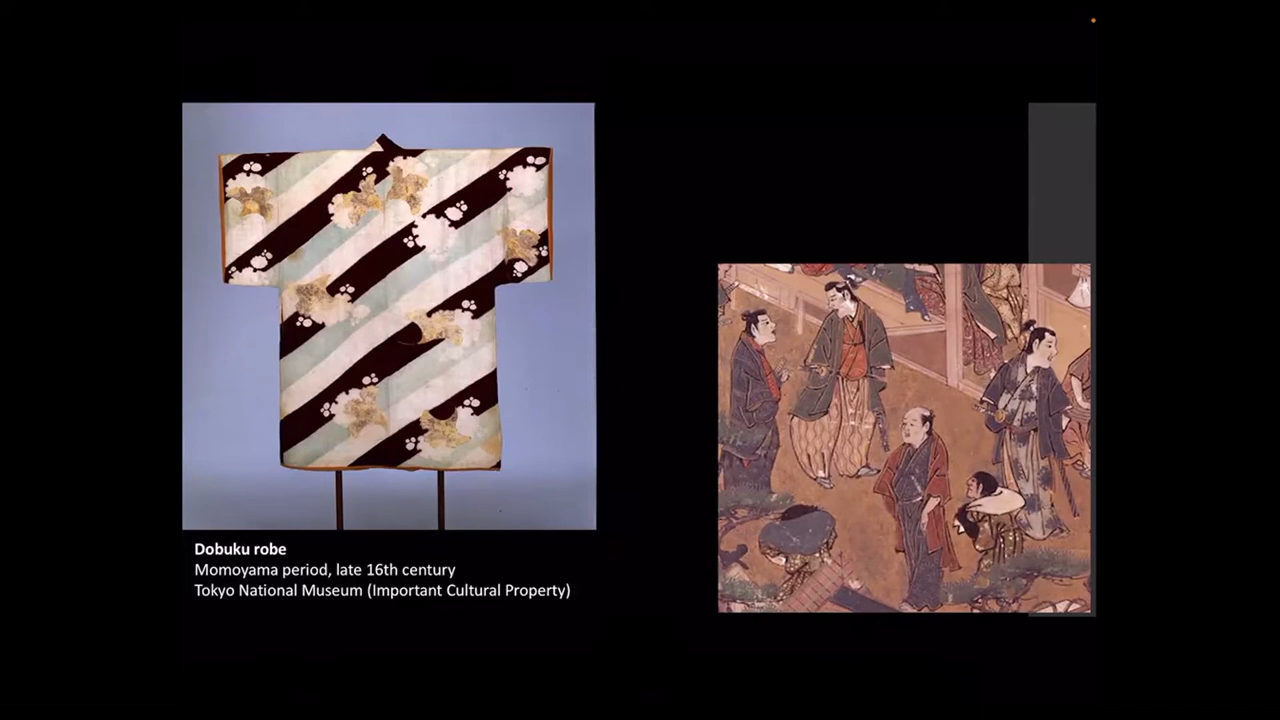 Dobuku robe
Momoyama period, late 16th century
Tokyo National Museum (Important Cultural Property)